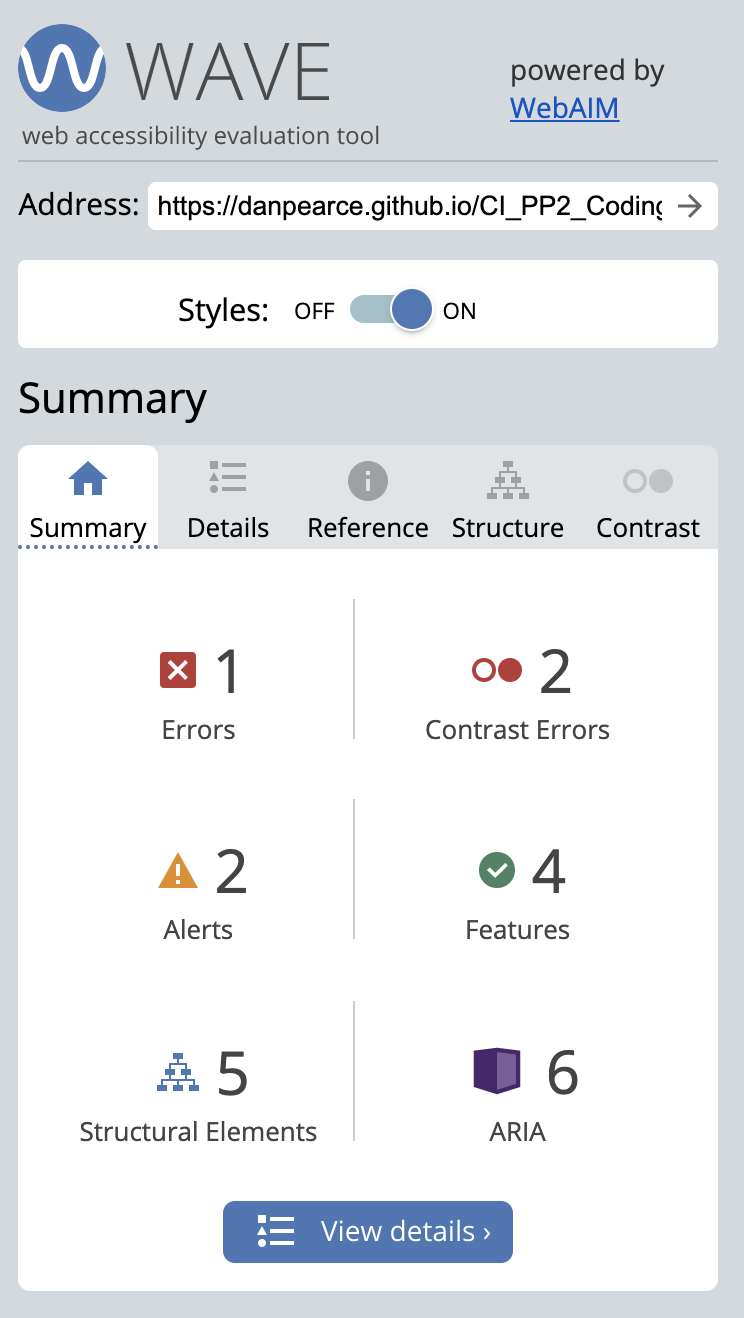 WAVE
powered by
WebAIM
web accessibility evaluation tool
Address: https://danpearce.github.io/CI_PP2_Coding
Styles: OFF ON
Summary
Summary Details Reference Structure Contrast
1 2
Errors Contrast Errors
2 4
Alerts Features
5 6
Structural Elements ARIA
View details ›